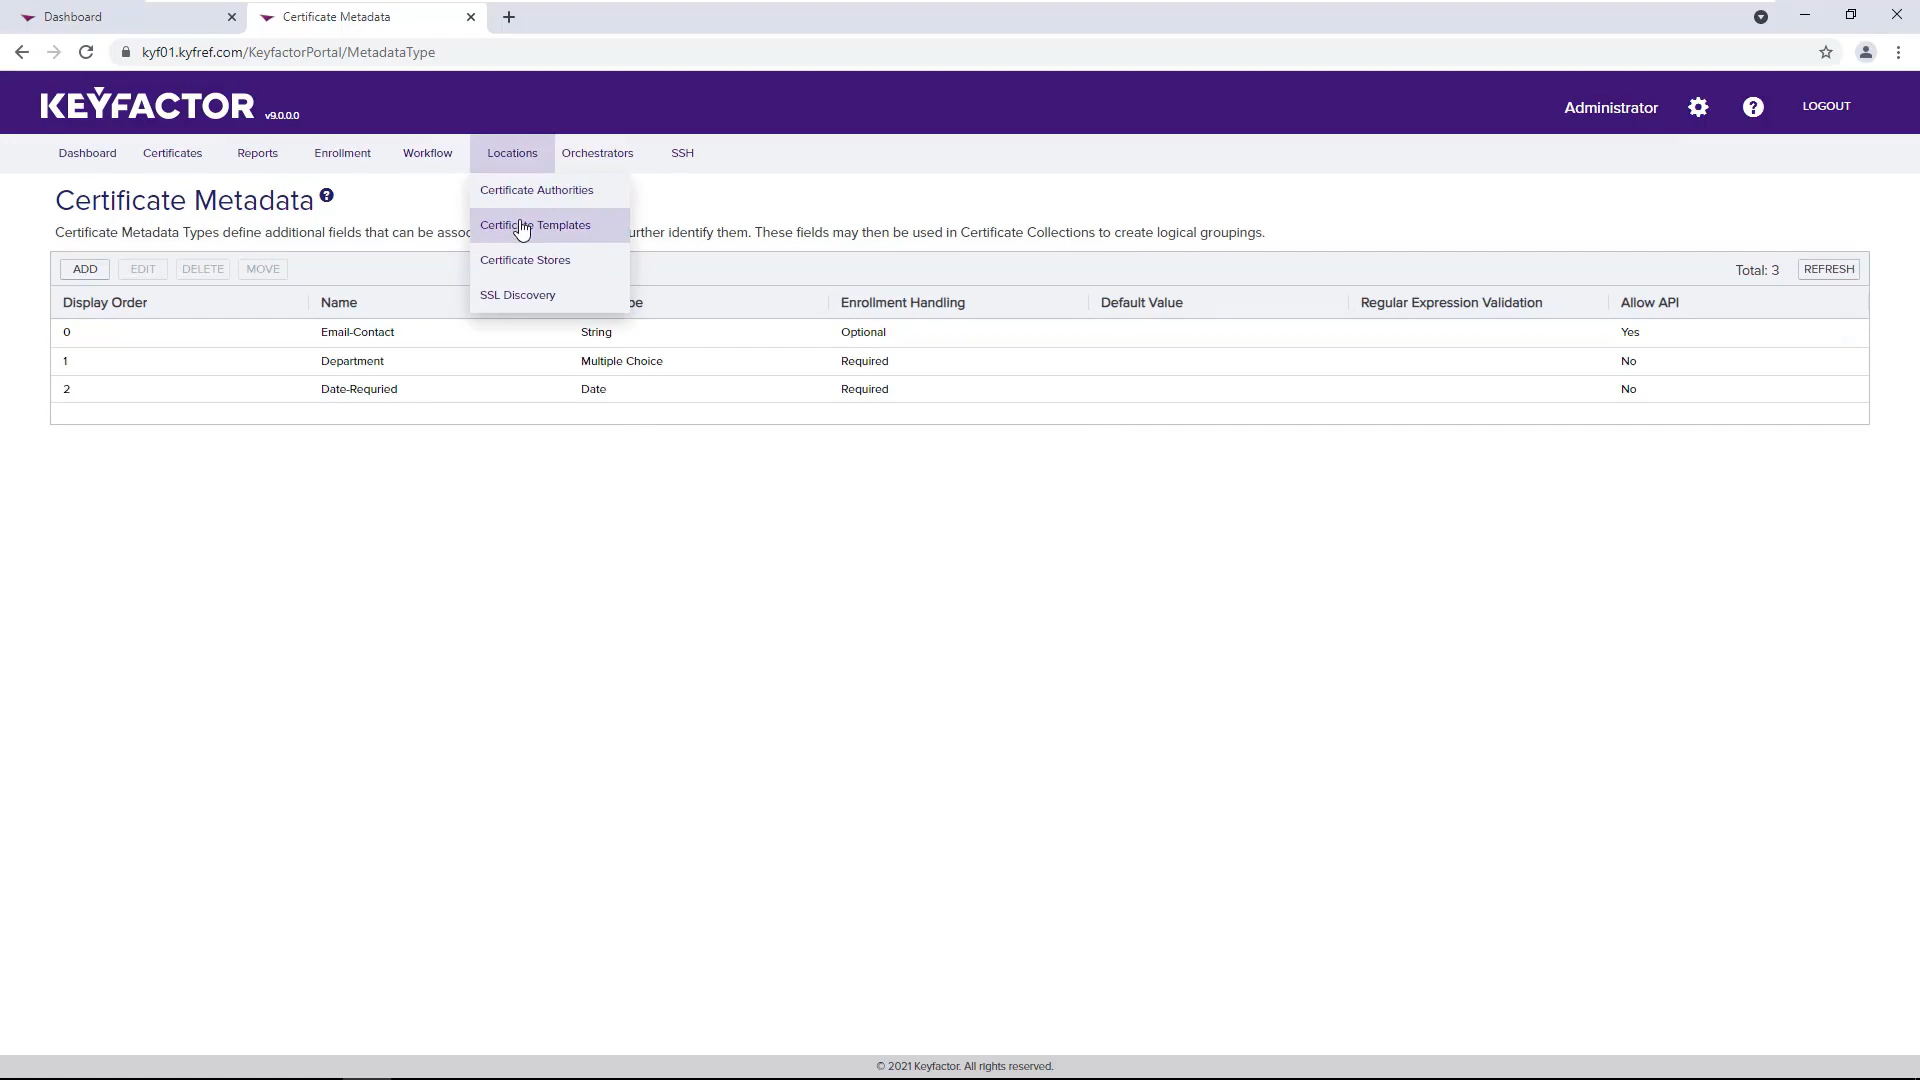 Dashboard
Certificate Metadata
kyf01.kyfref.com/KeyfactorPortal/MetadataType
KEYFACTOR v9.0.0.0
Administrator
LOGOUT
Dashboard Certificates Reports Enrollment Workflow Locations Orchestrators SSH
Certificate Authorities
Certificate Templates
Certificate Stores
SSL Discovery
Certificate Metadata
Certificate Metadata Types define additional fields that can be urther identify them. These fields may then be used in Certificate Collections to create logical groupings.
ADD EDIT DELETE MOVE Total: 3 REFRESH
Display Order Name pe Enrollment Handling Default Value Regular Expression Validation Allow API
0 Email-Contact String Optional Yes
1 Department Multiple Choice Required No
2 Date-Requried Date Required No
© 2021 Keyfactor. All rights reserved.